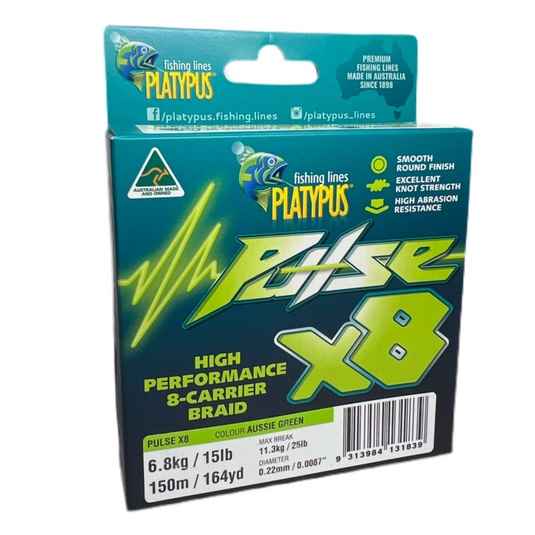 fishing lines
PLATYPUS
PREMIUM
FISHING LINES
MADE IN AUSTRALIA
SINCE 1898
f /platypus.fishing.lines
/platypus_lines
AUSTRALIAN MADE
AND OWNED
fishing lines
PLATYPUS
SMOOTH
ROUND FINISH
EXCELLENT
KNOT STRENGTH
HIGH ABRASION
RESISTANCE
Pulse
x8
HIGH
PERFORMANCE
8-CARRIER
BRAID
PULSE X8
COLOUR AUSSIE GREEN
6.8kg / 15lb
150m / 164yd
MAX BREAK
11.3kg / 25lb
DIAMETER
0.22mm / 0.0087"
9 313984 131839